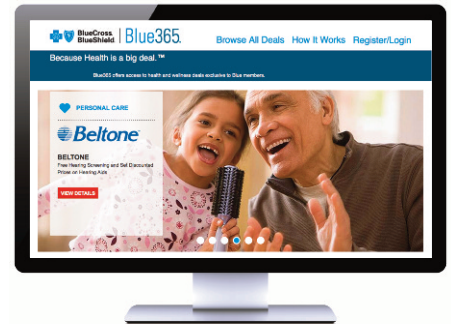 BlueCross
BlueShield
Blue365.
Browse All Deals How It Works Register/Login
Because Health is a big deal.™
Blue365 offers access to health and wellness deals exclusive to Blue members.
PERSONAL CARE
Beltone
BELTONE
Free Hearing Screening and Sell Discounted
Prices on Hearing Aids
VIEW DETAILS